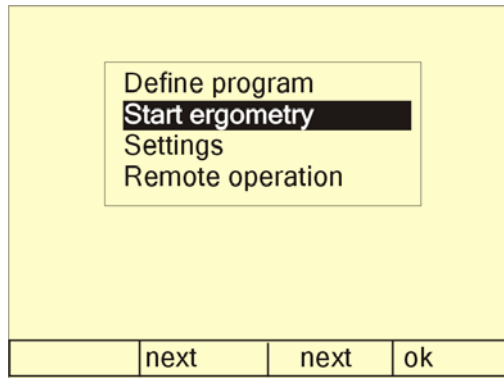 Define program
Start ergometry
Settings
Remote operation
next next ok